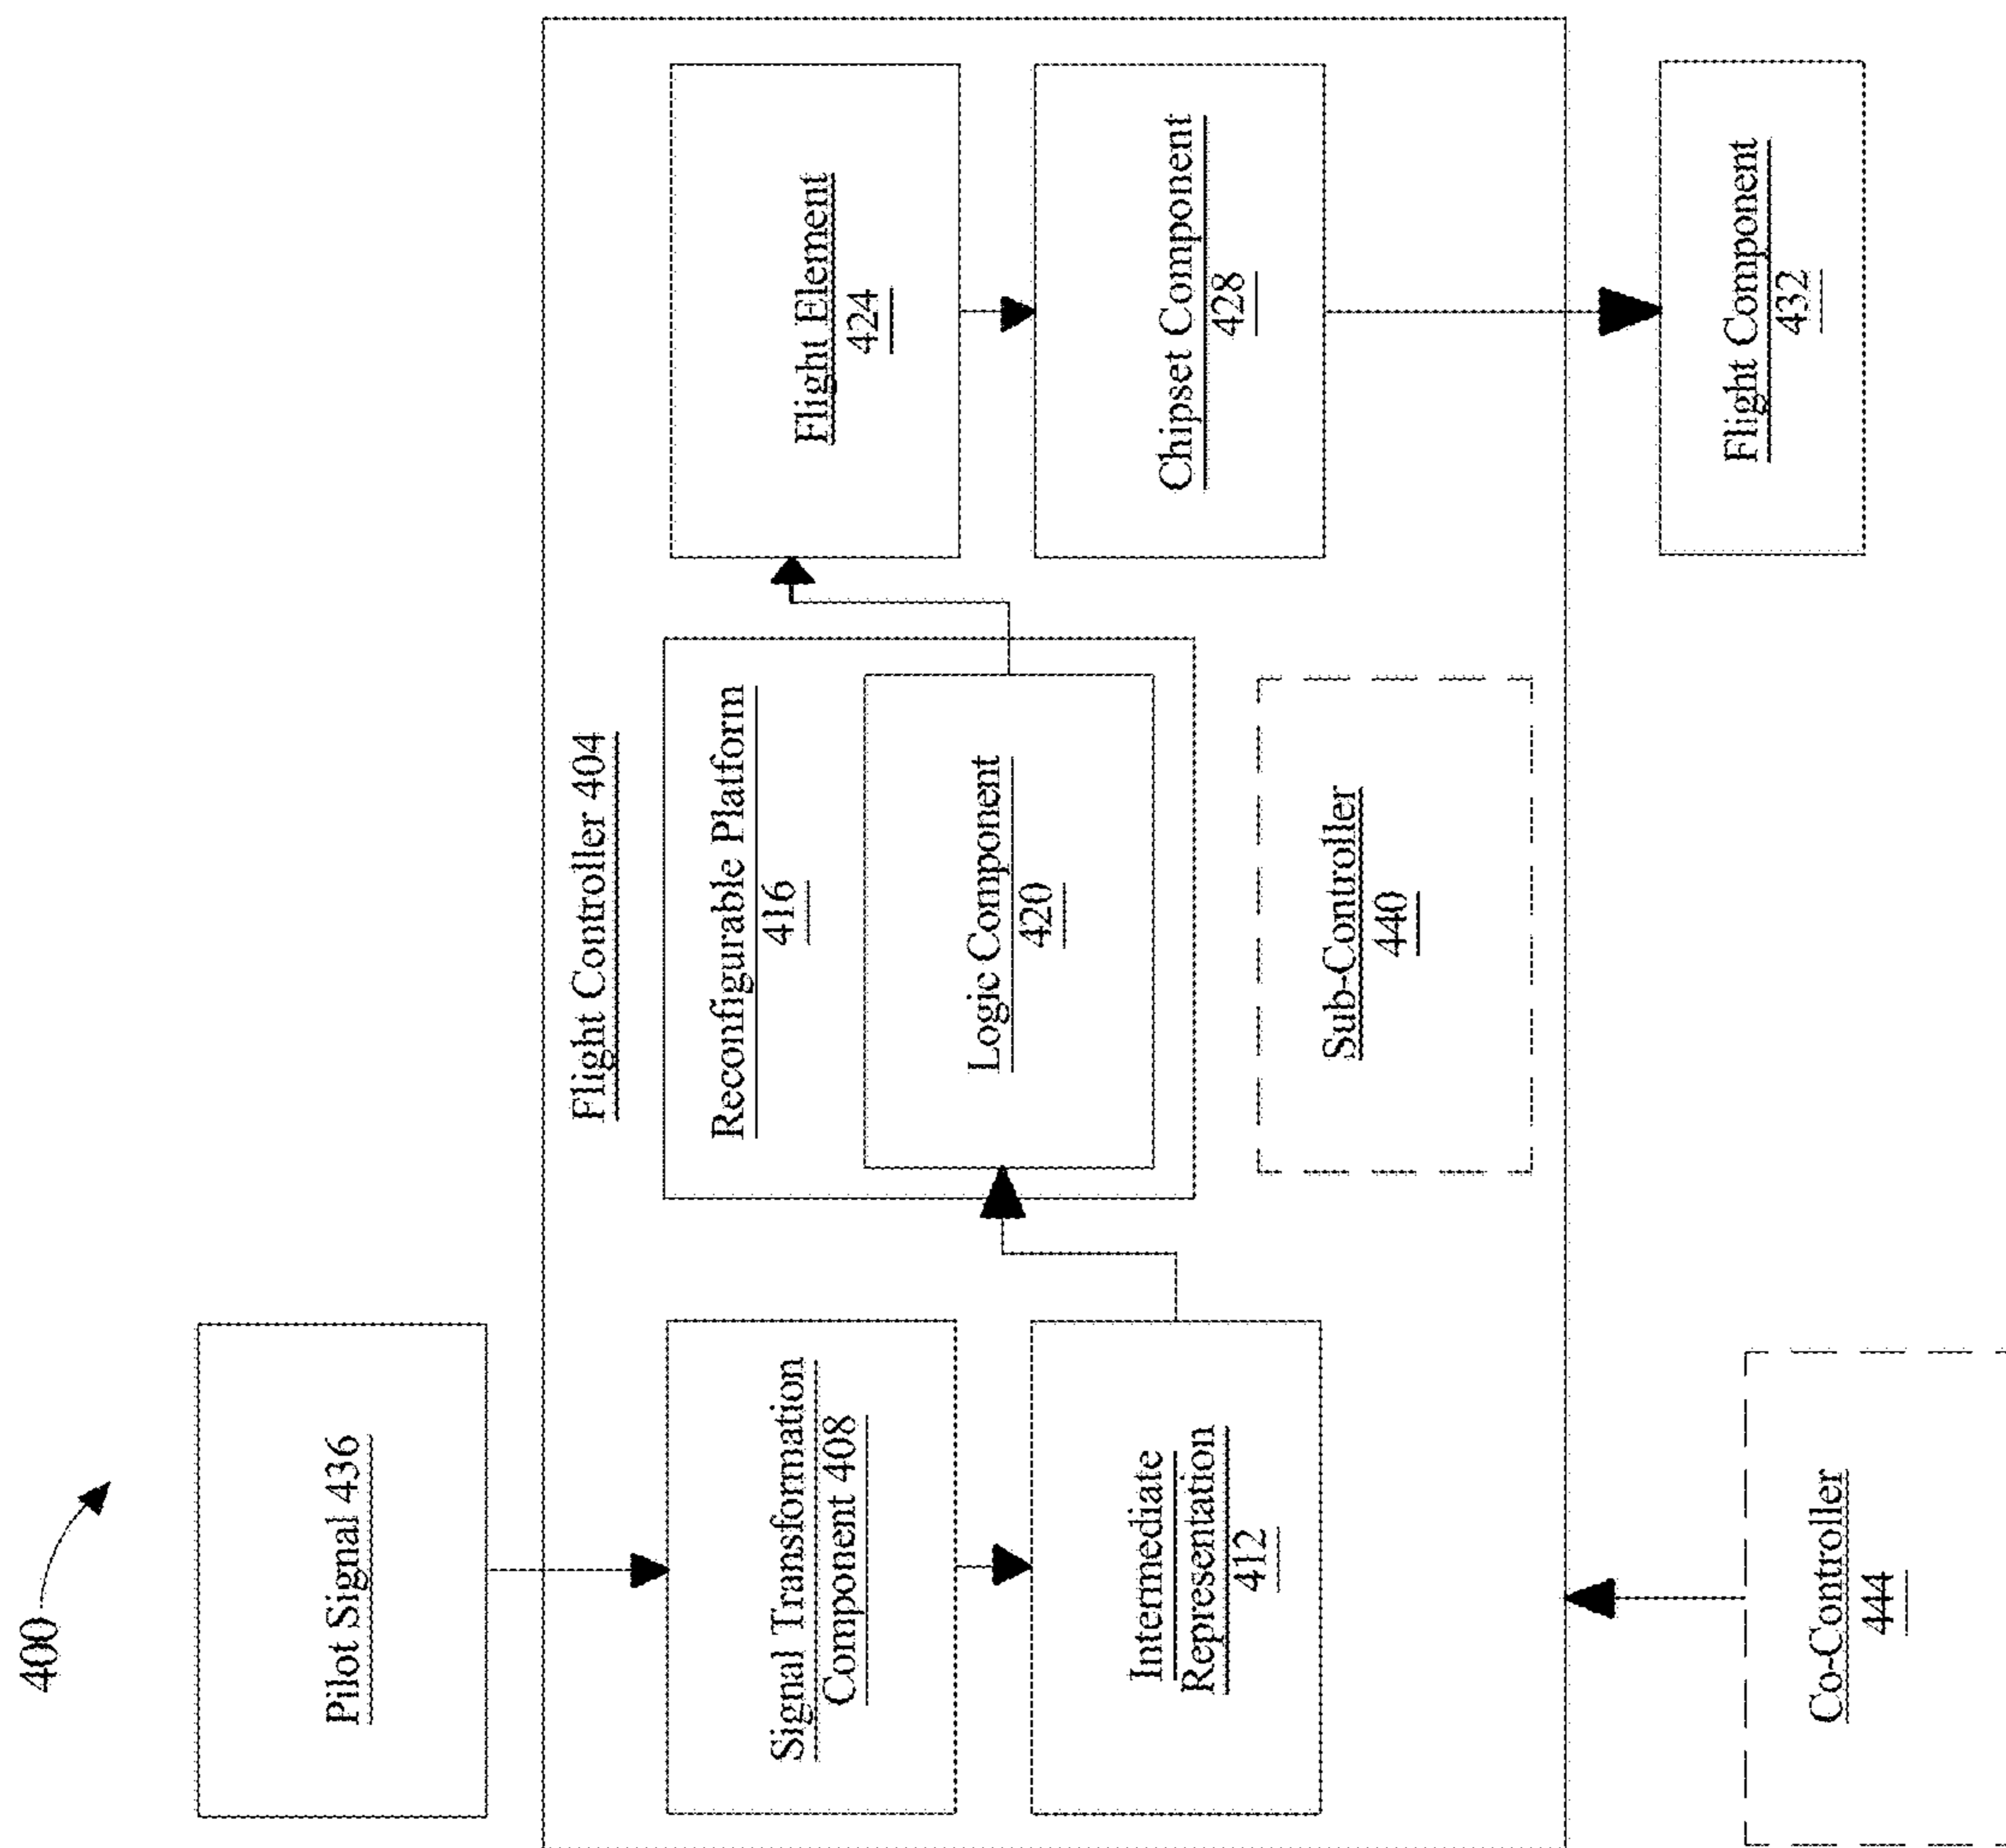 400
Pilot Signal 436
Flight Controller 404
Signal Transformation
Component 408
Intermediate
Representation
412
Reconfigurable Platform
416
Logic Component
420
Sub-Controller
440
Flight Element
424
Chipset Component
428
Co-Controller
444
Flight Component
432